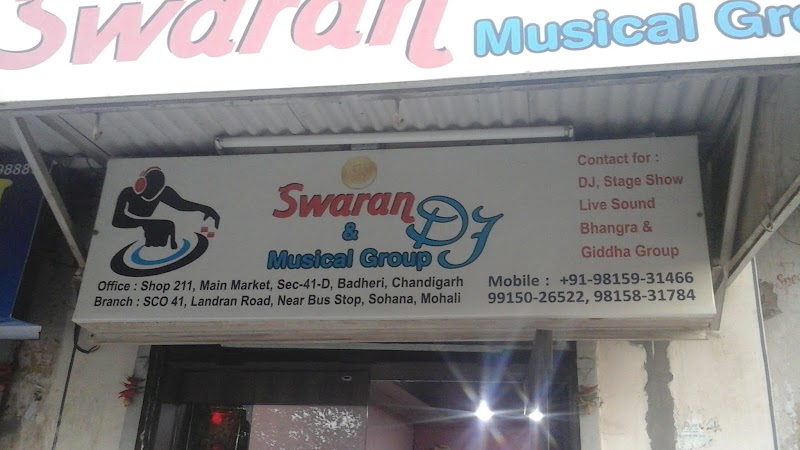 Swaran Musical
9888
Swaran DJ
&
Musical Group
Contact for :
DJ, Stage Show
Live Sound
Bhangra &
Giddha Group
Office : Shop 211, Main Market, Sec-41-D, Badheri, Chandigarh
Branch : SCO 41, Landran Road, Near Bus Stop, Sohana, Mohali
Mobile : +91-98159-31466
99150-26522, 98158-31784